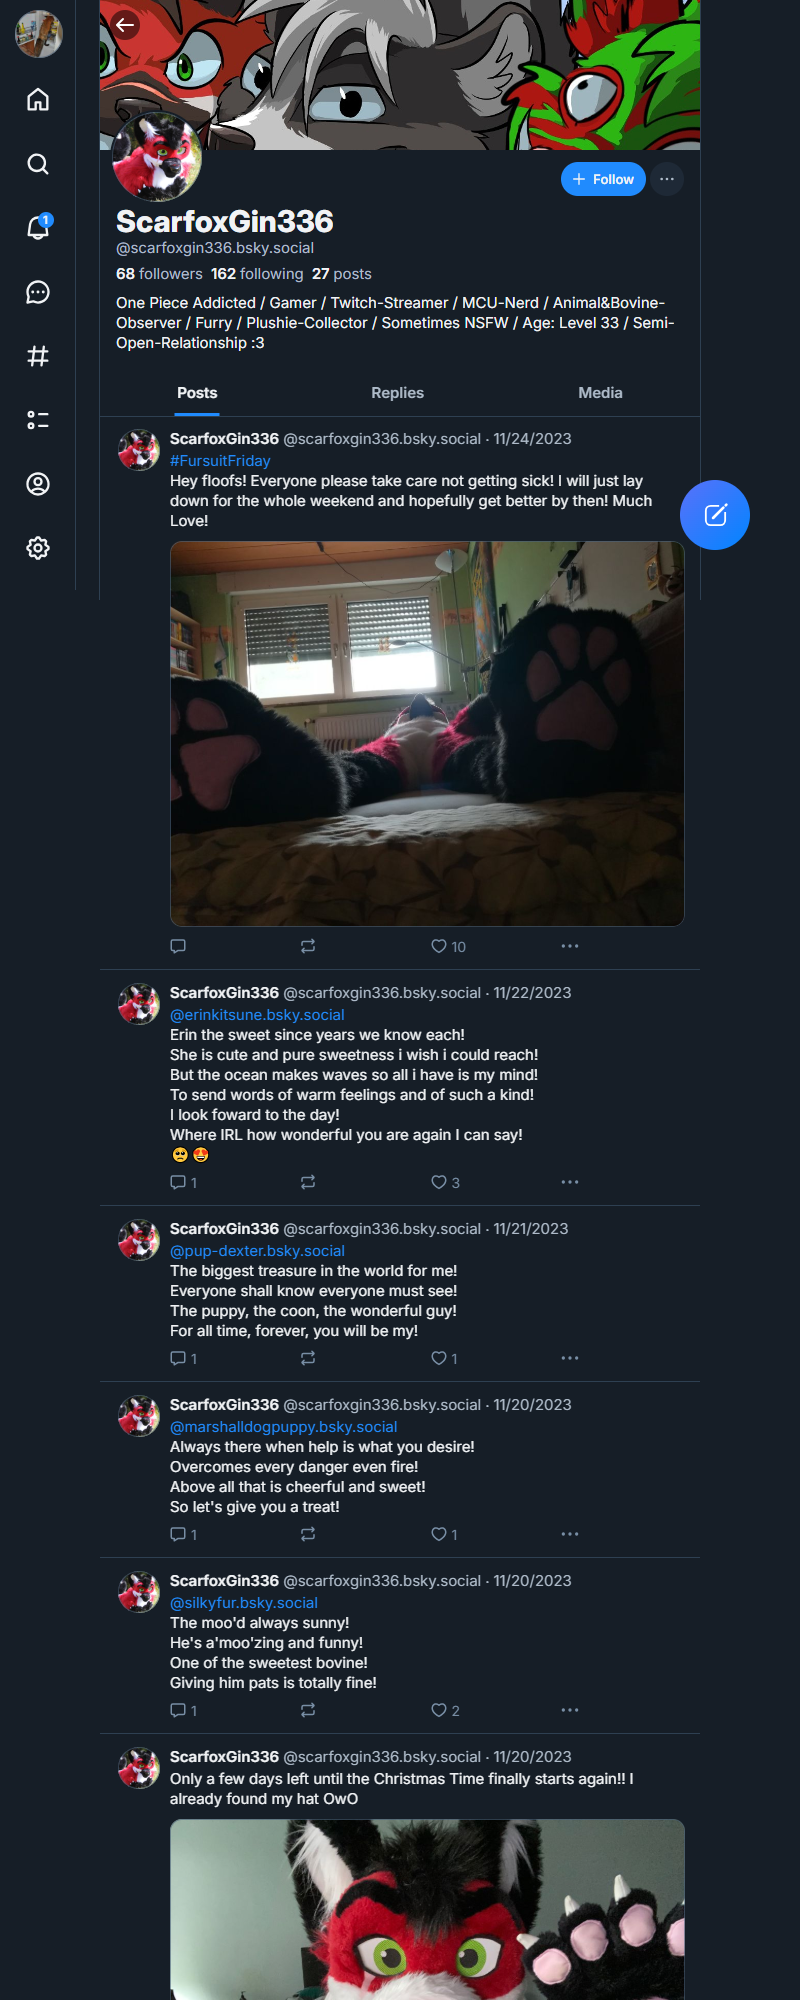 1
+ Follow
ScarfoxGin336
@scarfoxgin336.bsky.social
68 followers 162 following 27 posts
One Piece Addicted / Gamer / Twitch-Streamer / MCU-Nerd / Animal&Bovine-
Observer / Furry / Plushie-Collector / Sometimes NSFW / Age: Level 33 / Semi-
Open-Relationship :3
Posts Replies Media
ScarfoxGin336 @scarfoxgin336.bsky.social · 11/24/2023
#FursuitFriday
Hey floofs! Everyone please take care not getting sick! I will just lay
down for the whole weekend and hopefully get better by then! Much
Love!
10
ScarfoxGin336 @scarfoxgin336.bsky.social · 11/22/2023
@erinkitsune.bsky.social
Erin the sweet since years we know each!
She is cute and pure sweetness i wish i could reach!
But the ocean makes waves so all i have is my mind!
To send words of warm feelings and of such a kind!
I look foward to the day!
Where IRL how wonderful you are again I can say!
🥺 🤩
1 3
ScarfoxGin336 @scarfoxgin336.bsky.social · 11/21/2023
@pup-dexter.bsky.social
The biggest treasure in the world for me!
Everyone shall know everyone must see!
The puppy, the coon, the wonderful guy!
For all time, forever, you will be my!
1 1
ScarfoxGin336 @scarfoxgin336.bsky.social · 11/20/2023
@marshalldogpuppy.bsky.social
Always there when help is what you desire!
Overcomes every danger even fire!
Above all that is cheerful and sweet!
So let's give you a treat!
1 1
ScarfoxGin336 @scarfoxgin336.bsky.social · 11/20/2023
@silkyfur.bsky.social
The moo'd always sunny!
He's a'moo'zing and funny!
One of the sweetest bovine!
Giving him pats is totally fine!
1 2
ScarfoxGin336 @scarfoxgin336.bsky.social · 11/20/2023
Only a few days left until the Christmas Time finally starts again!! I
already found my hat OwO